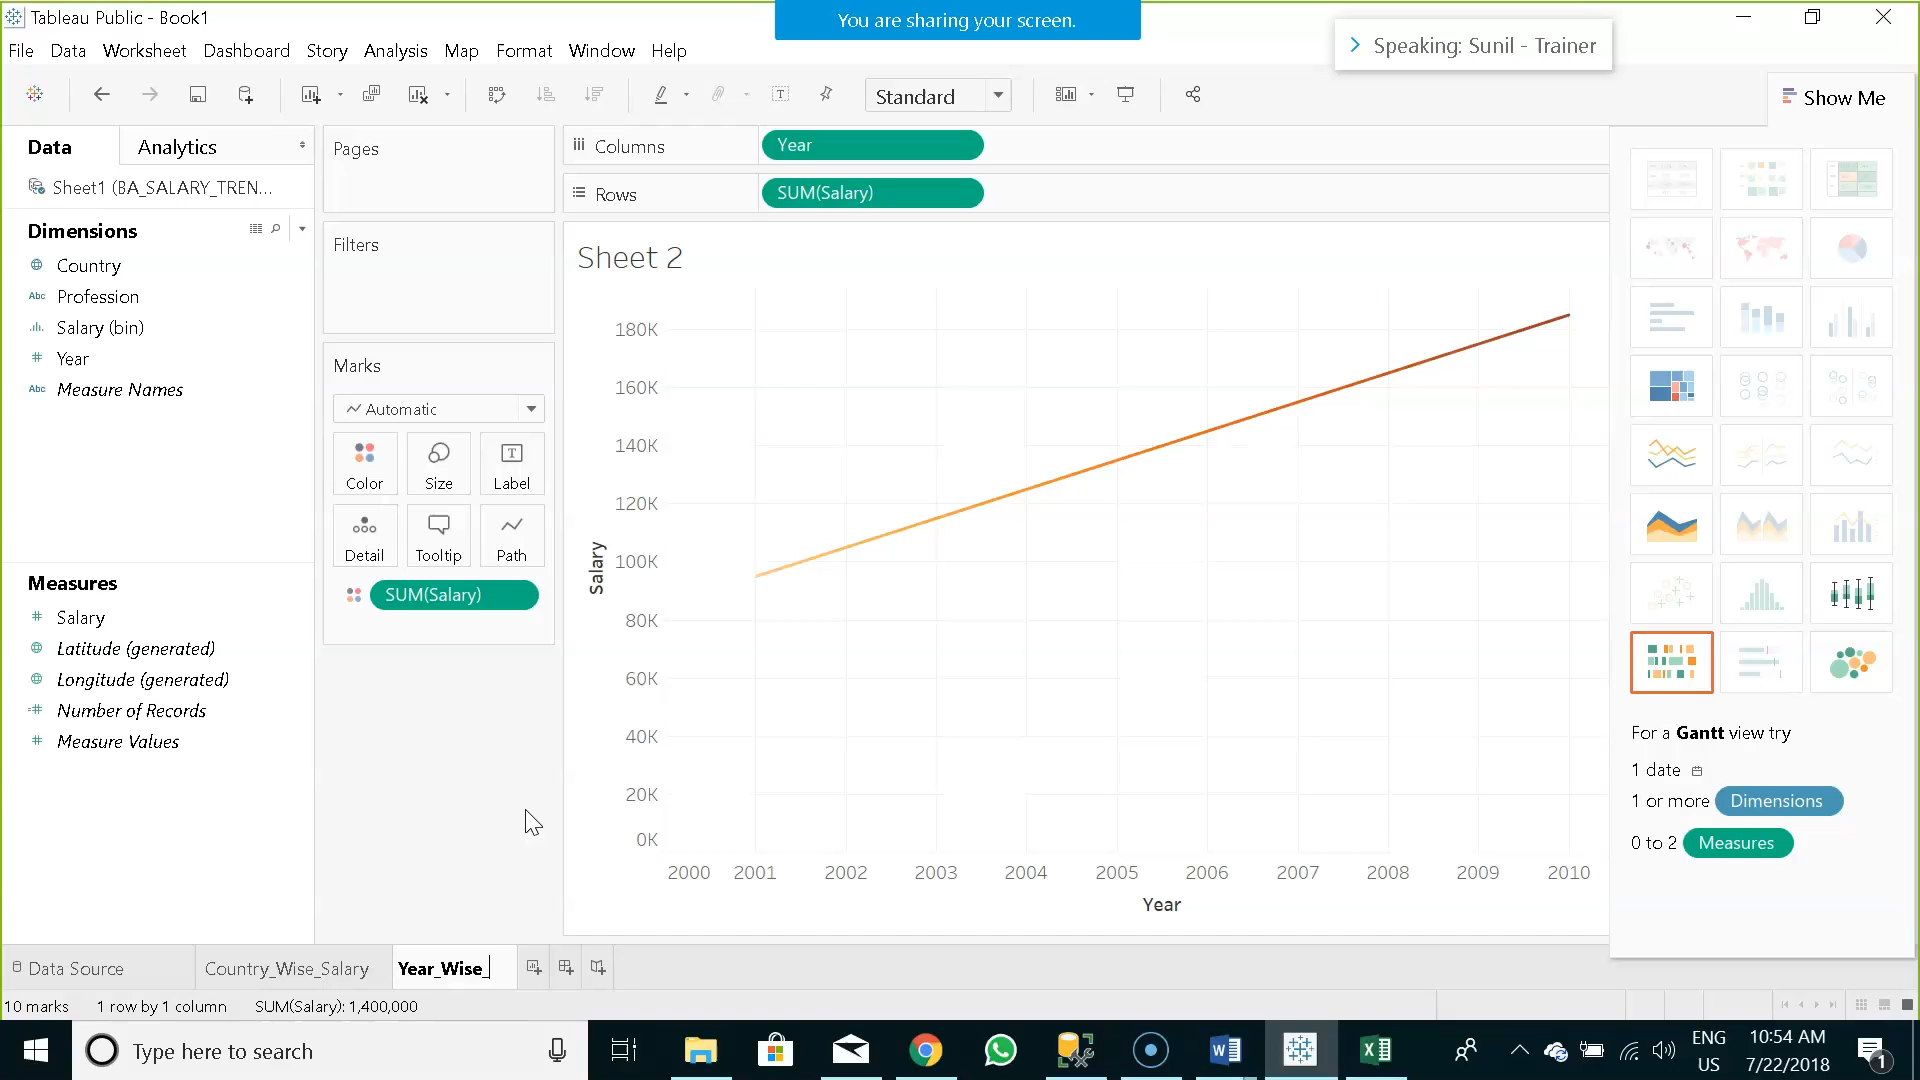 Tableau Public - Book1
You are sharing your screen.
Speaking: Sunil - Trainer
File Data Worksheet Dashboard Story Analysis Map Format Window Help
Standard
Show Me
Data Analytics
Sheet1 (BA_SALARY_TREN...
Dimensions
Country
Abc Profession
Salary (bin)
# Year
Abc Measure Names
Measures
# Salary
Latitude (generated)
Longitude (generated)
=# Number of Records
# Measure Values
Pages
Filters
Marks
Automatic
Color Size Label
Detail Tooltip Path
SUM(Salary)
Columns Year
Rows SUM(Salary)
Sheet 2
180K
160K
140K
120K
100K
80K
60K
40K
20K
0K
Salary
2000 2001 2002 2003 2004 2005 2006 2007 2008 2009 2010
Year
For a Gantt view try
1 date
1 or more Dimensions
0 to 2 Measures
Data Source Country_Wise_Salary Year_Wise_
10 marks 1 row by 1 column SUM(Salary): 1,400,000
Type here to search
ENG
US
10:54 AM
7/22/2018
1